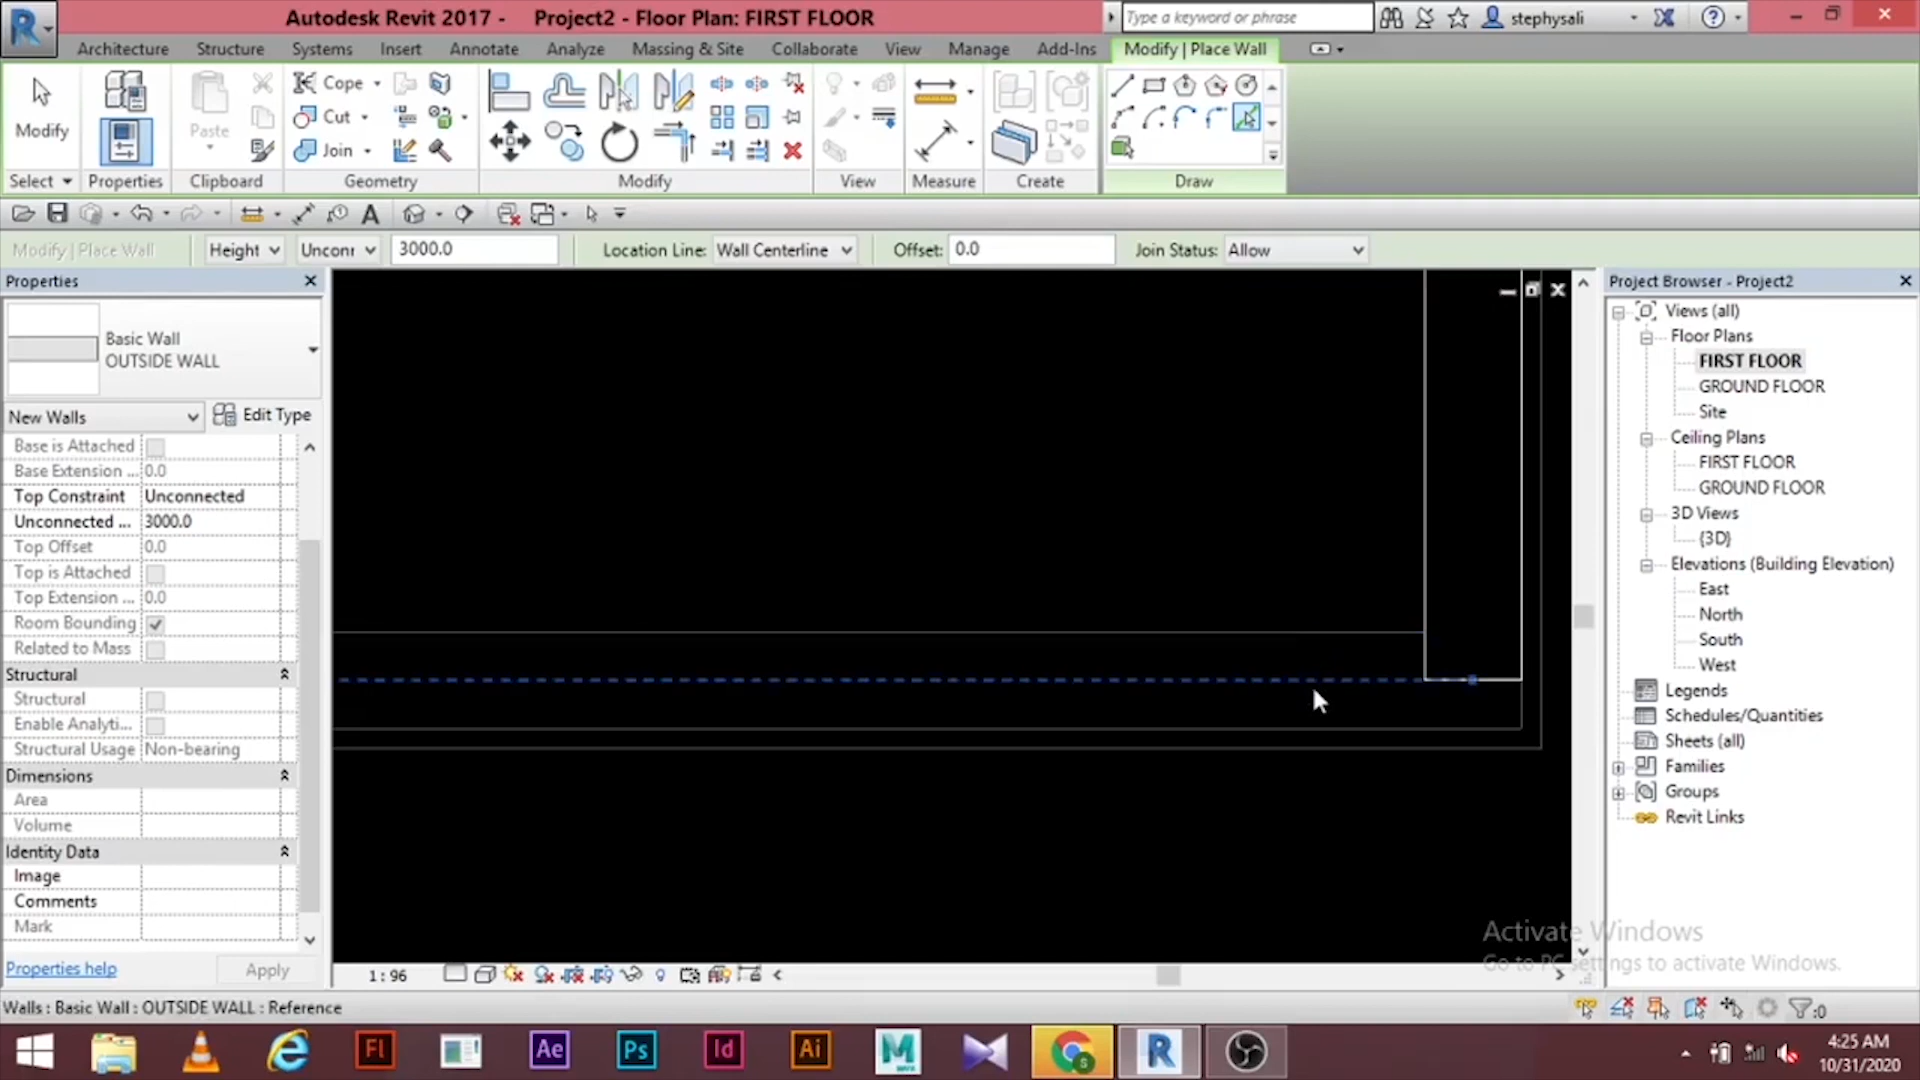 Autodesk Revit 2017 - Project2 - Floor Plan: FIRST FLOOR
Type a keyword or phrase
stephysali
Architecture Structure Systems Insert Annotate Analyze Massing & Site Collaborate View Manage Add-Ins Modify | Place Wall
Modify
Paste
Cope
Cut
Join
Select Properties Clipboard Geometry Modify View Measure Create Draw
Modify | Place Wall Height Unconr 3000.0 Location Line: Wall Centerline Offset: 0.0 Join Status: Allow
Properties
Basic Wall
OUTSIDE WALL
New Walls Edit Type
Base is Attached
Base Extension ... 0.0
Top Constraint Unconnected
Unconnected ... 3000.0
Top Offset 0.0
Top is Attached
Top Extension ... 0.0
Room Bounding
Related to Mass
Structural
Structural
Enable Analyti...
Structural Usage Non-bearing
Dimensions
Area
Volume
Identity Data
Image
Comments
Mark
Properties help Apply
1 : 96
Walls : Basic Wall : OUTSIDE WALL : Reference
Project Browser - Project2
Views (all)
Floor Plans
FIRST FLOOR
GROUND FLOOR
Site
Ceiling Plans
FIRST FLOOR
GROUND FLOOR
3D Views
{3D}
Elevations (Building Elevation)
East
North
South
West
Legends
Schedules/Quantities
Sheets (all)
Families
Groups
Revit Links
Activate Windows
Go to PC settings to activate Windows.
:0
Fl Ae Ps Id Ai M R
4:25 AM
10/31/2020